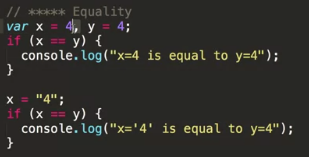 // ***** Equality
var x = 4, y = 4;
if (x == y) {
  console.log("x=4 is equal to y=4");
}
x = "4";
if (x == y) {
  console.log("x='4' is equal to y=4");
}